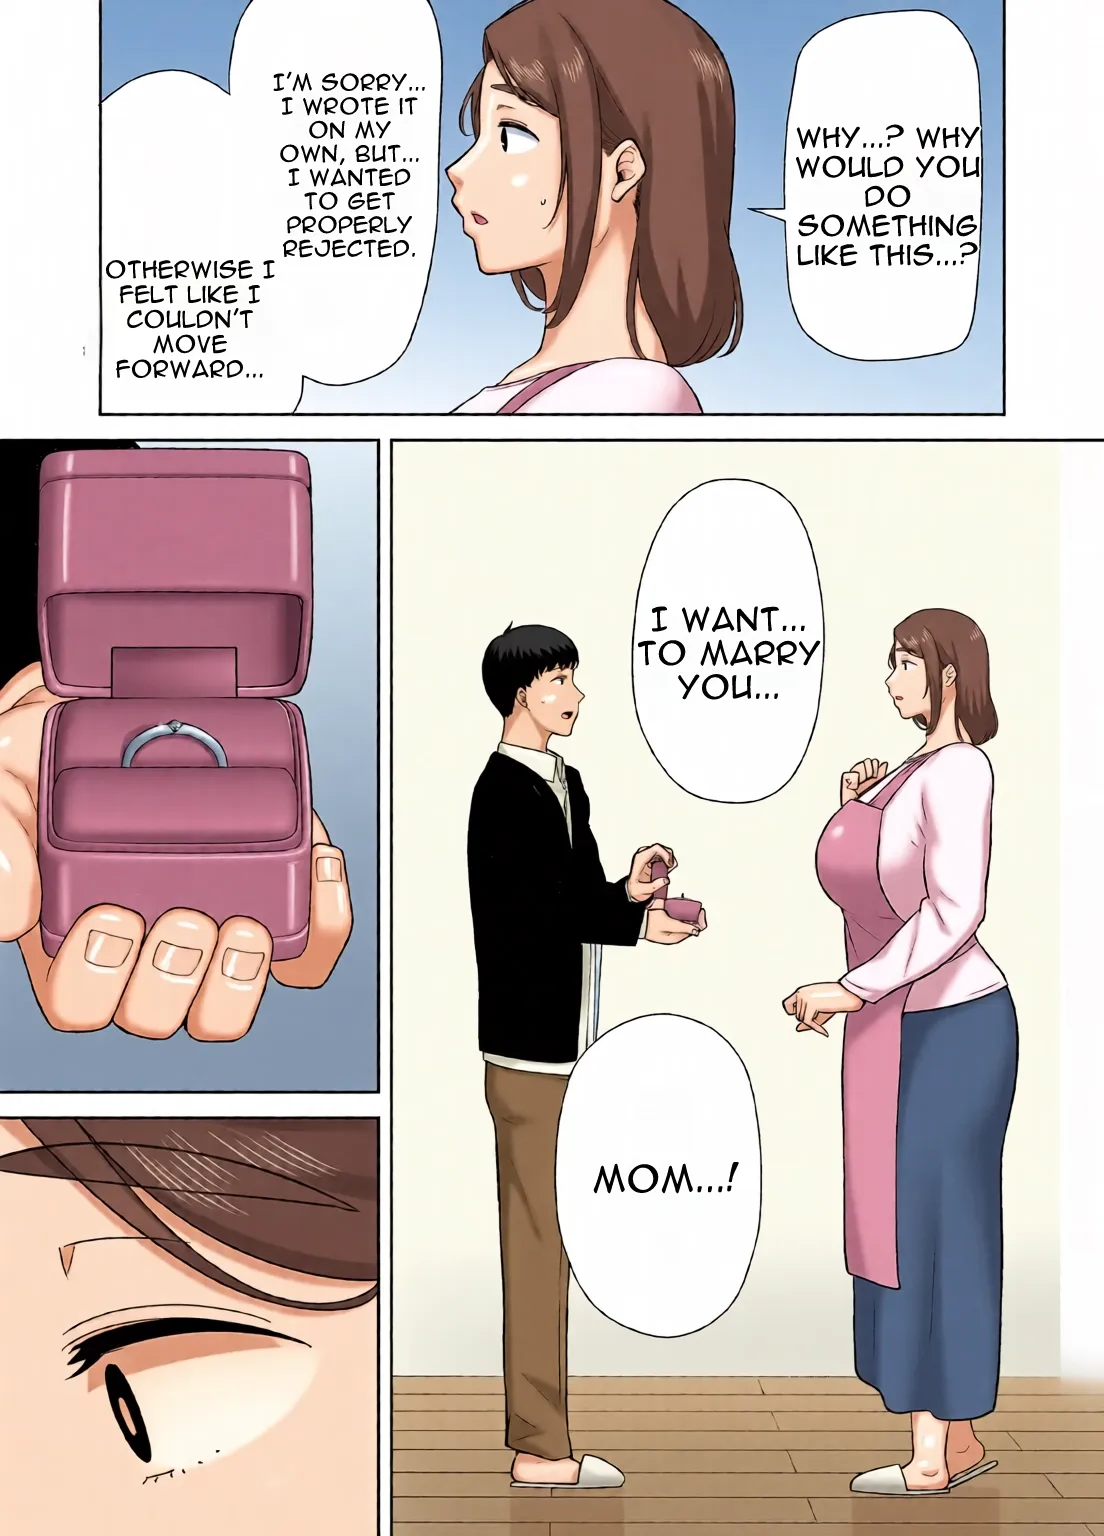 WHY...? WHY
WOULD YOU
DO
SOMETHING
LIKE THIS...?
I'M SORRY...
I WROTE IT
ON MY
OWN, BUT...
I WANTED
TO GET
PROPERLY
REJECTED.
OTHERWISE I
FELT LIKE I
COULDN'T
MOVE
FORWARD...
I WANT...
TO MARRY
YOU...
MOM...!